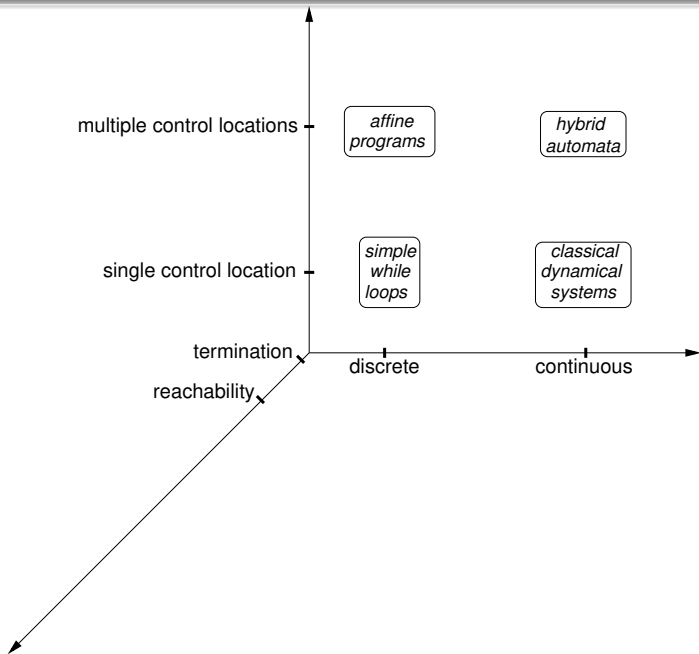 multiple control locations
affine
programs
hybrid
automata
single control location
simple
while
loops
classical
dynamical
systems
termination
discrete
continuous
reachability